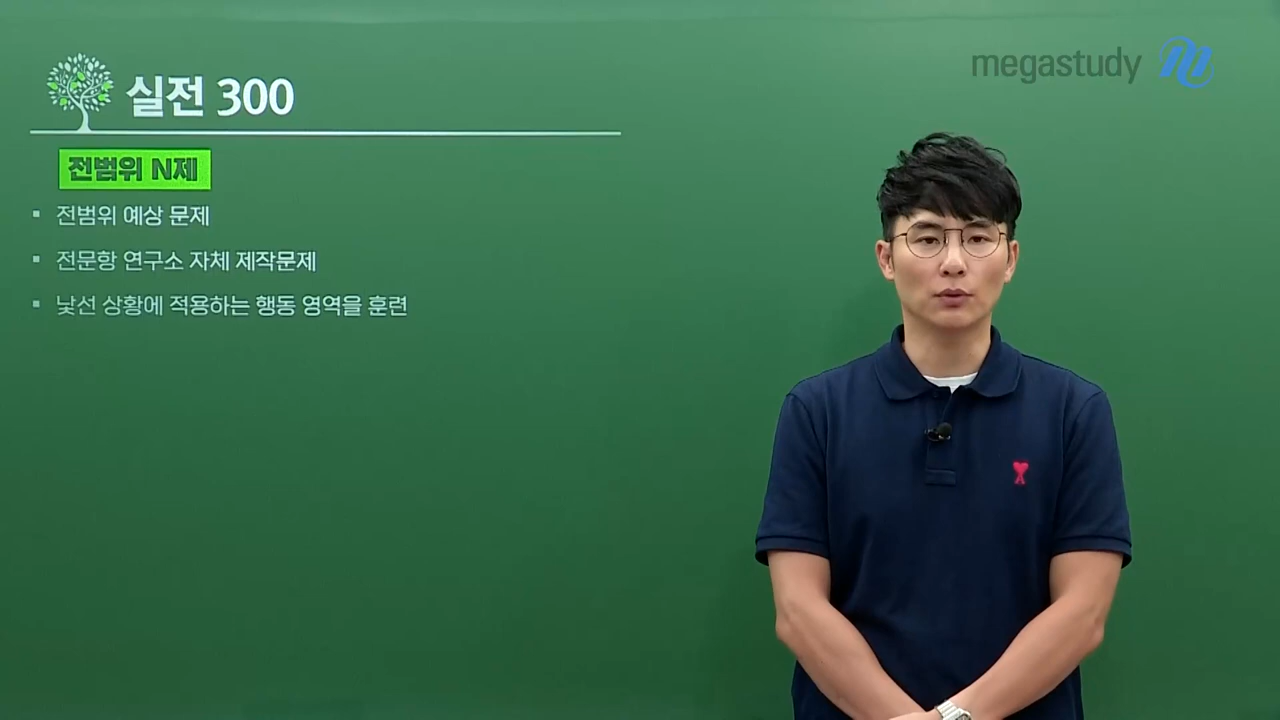 실전 300
megastudy
전범위 N제
전범위 예상 문제
전문항 연구소 자체 제작문제
낯선 상황에 적용하는 행동 영역을 훈련